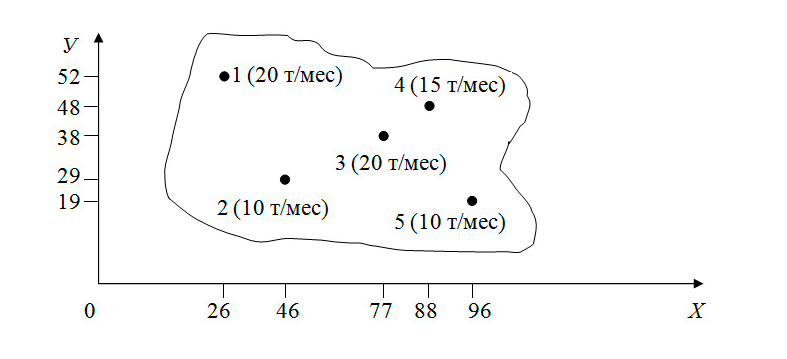 У
52
1 (20 т/мес)
4 (15 т/мес)
48
38
3 (20 т/мес)
29
19
2 (10 т/мес)
5 (10 т/мес)
0
26
46
77
88
96
X